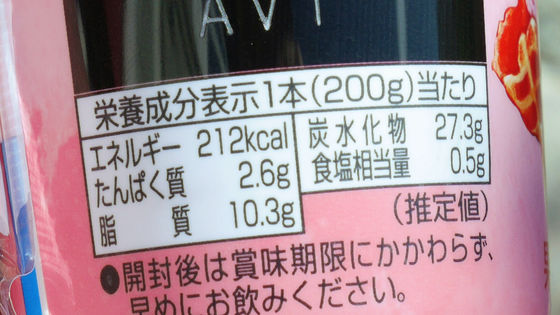 栄養成分表示1本(200g)当たり
エネルギー 212kcal
たんぱく質 2.6g
脂質 10.3g
炭水化物 27.3g
食塩相当量 0.5g
(推定値)
●開封後は賞味期限にかかわらず、
早めにお飲みください。